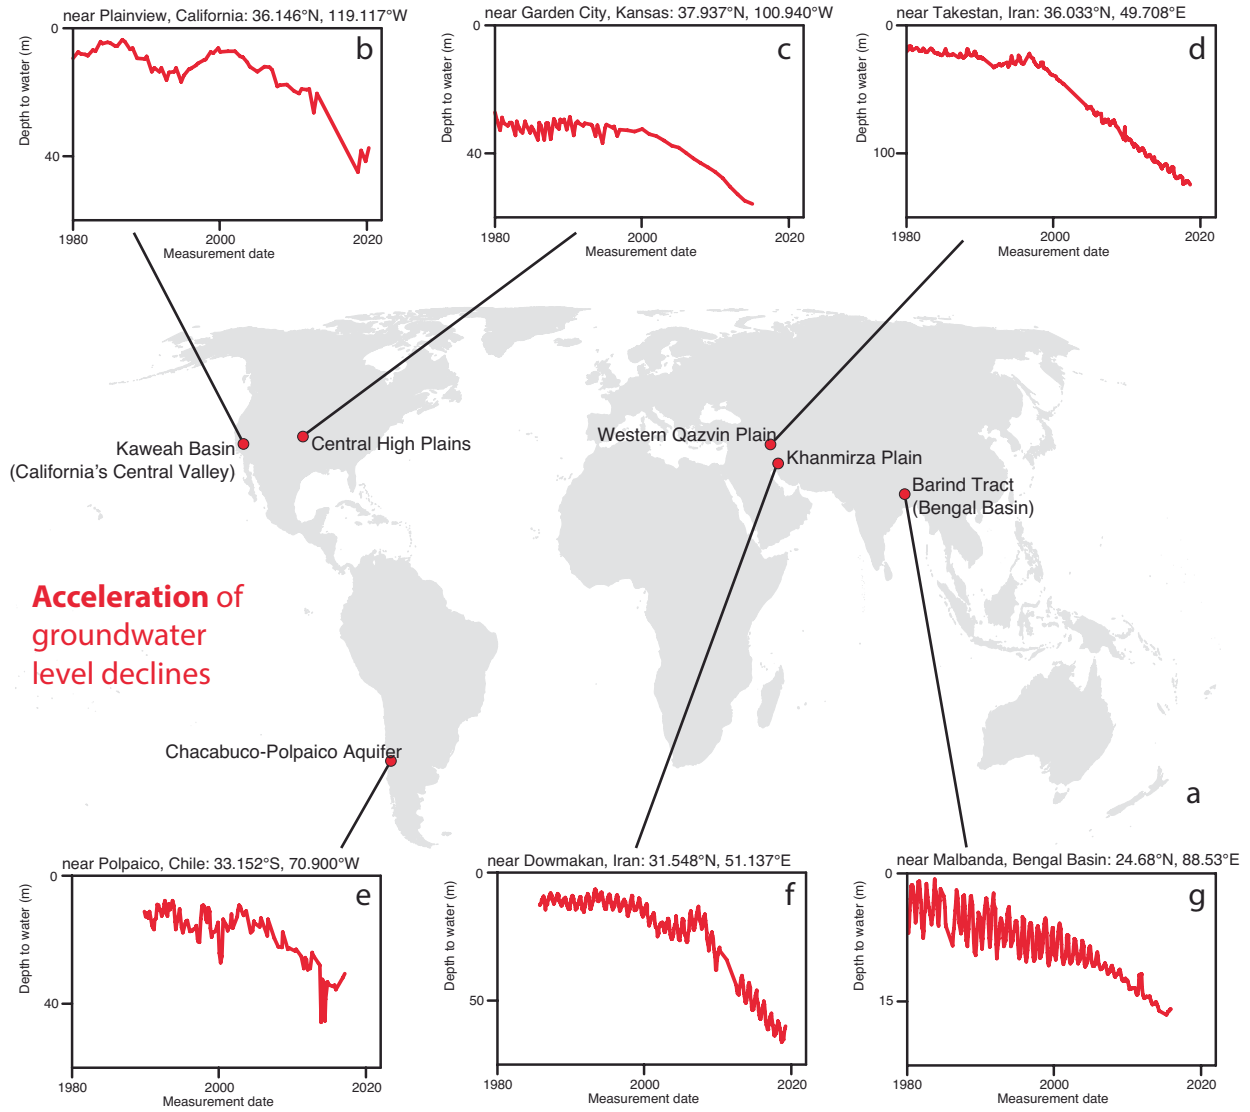 near Plainview, California: 36.146°N, 119.117°W
b
Depth to water (m)
0
40
1980
2000
2020
Measurement date
near Garden City, Kansas: 37.937°N, 100.940°W
c
Depth to water (m)
0
40
1980
2000
2020
Measurement date
near Takestan, Iran: 36.033°N, 49.708°E
d
Depth to water (m)
0
100
1980
2000
2020
Measurement date
Kaweah Basin
(California's Central Valley)
Central High Plains
Western Qazvin Plain
Khanmirza Plain
Barind Tract
(Bengal Basin)
Acceleration of
groundwater
level declines
Chacabuco-Polpaico Aquifer
a
near Polpaico, Chile: 33.152°S, 70.900°W
e
Depth to water (m)
0
40
1980
2000
2020
Measurement date
near Dowmakan, Iran: 31.548°N, 51.137°E
f
Depth to water (m)
0
50
1980
2000
2020
Measurement date
near Malbanda, Bengal Basin: 24.68°N, 88.53°E
g
Depth to water (m)
0
15
1980
2000
2020
Measurement date